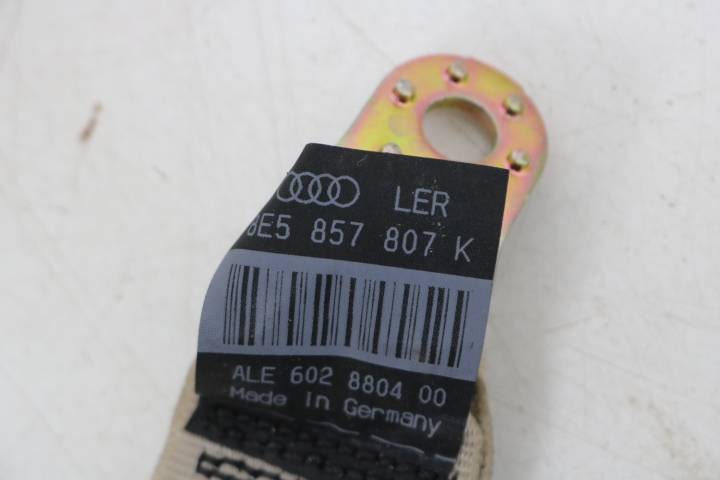 LER
8E5 857 807 K
ALE 602 8804 00
Made in Germany